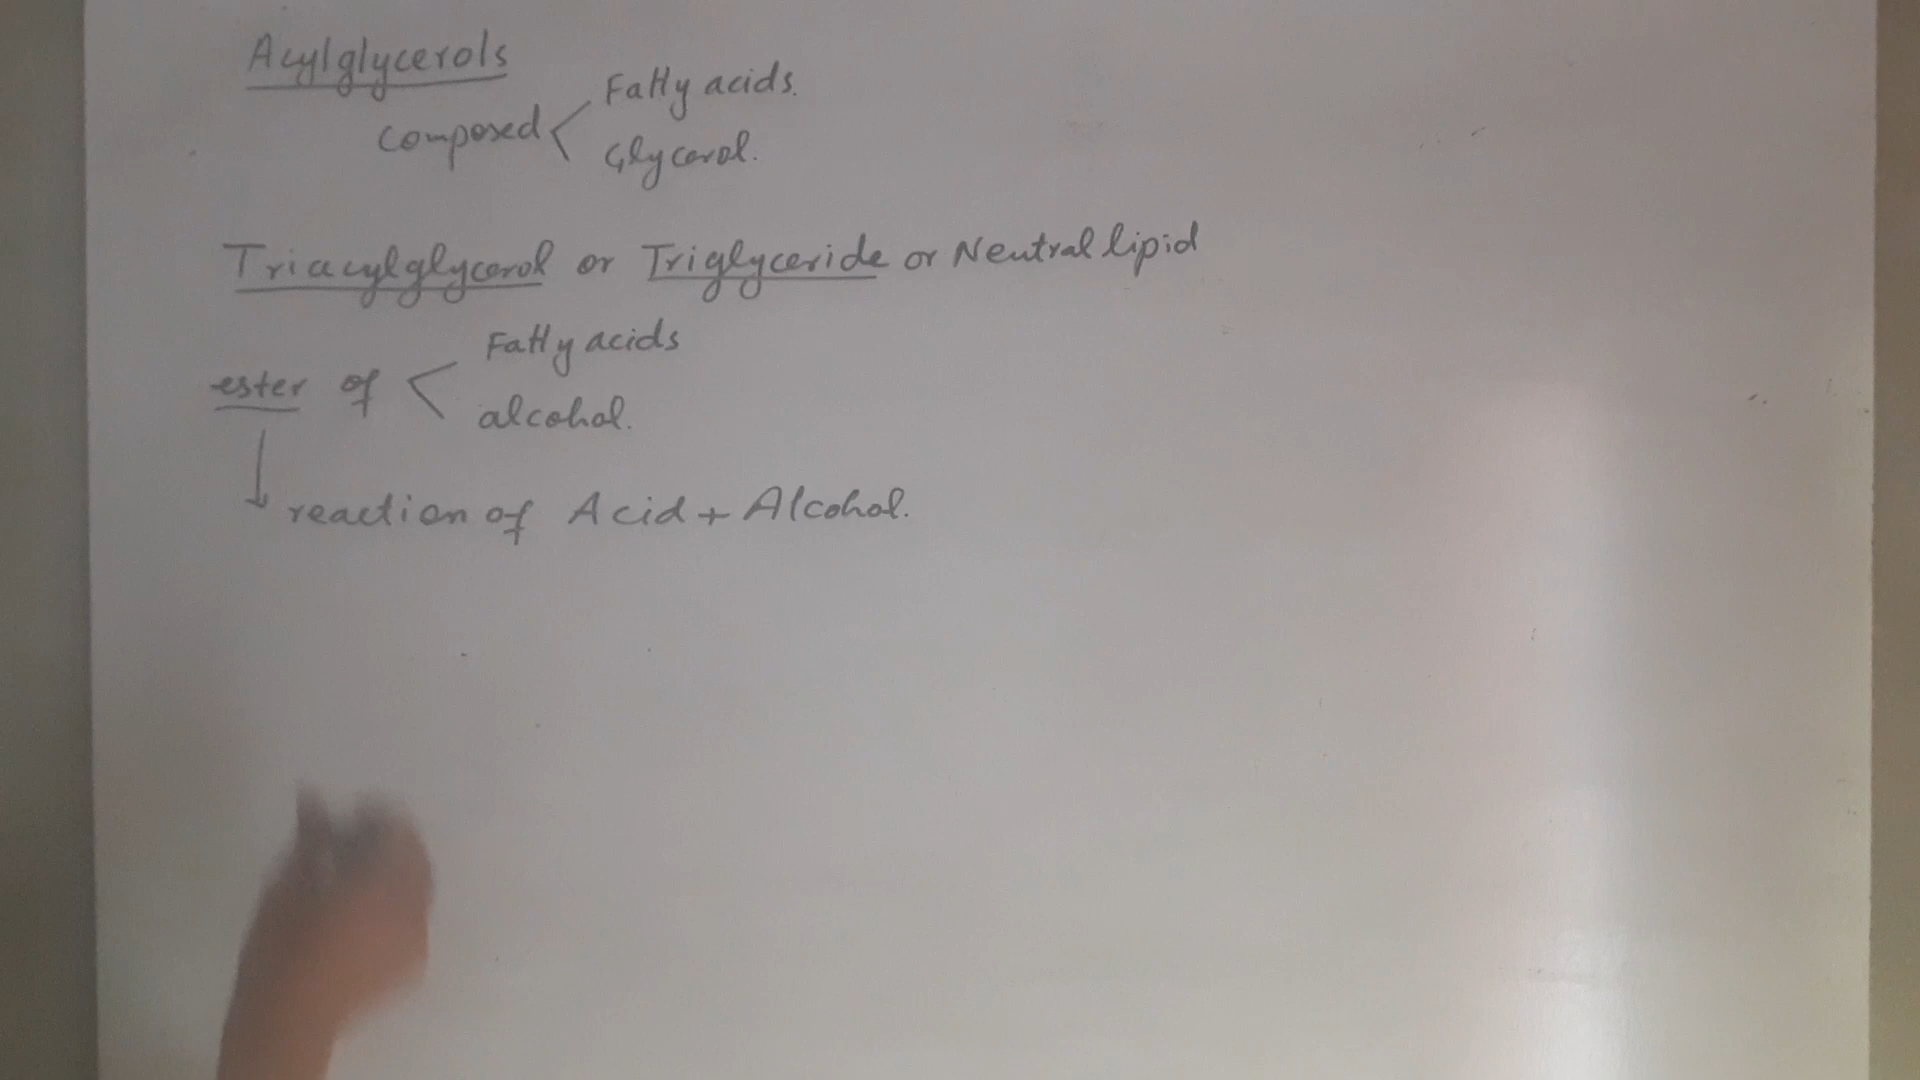 Acylglycerols
Composed < Fatty acids.
Glycerol.
Triacylglycerol or Triglyceride or Neutral lipid
ester of < Fatty acids
alcohol.
↓ reaction of Acid + Alcohol.